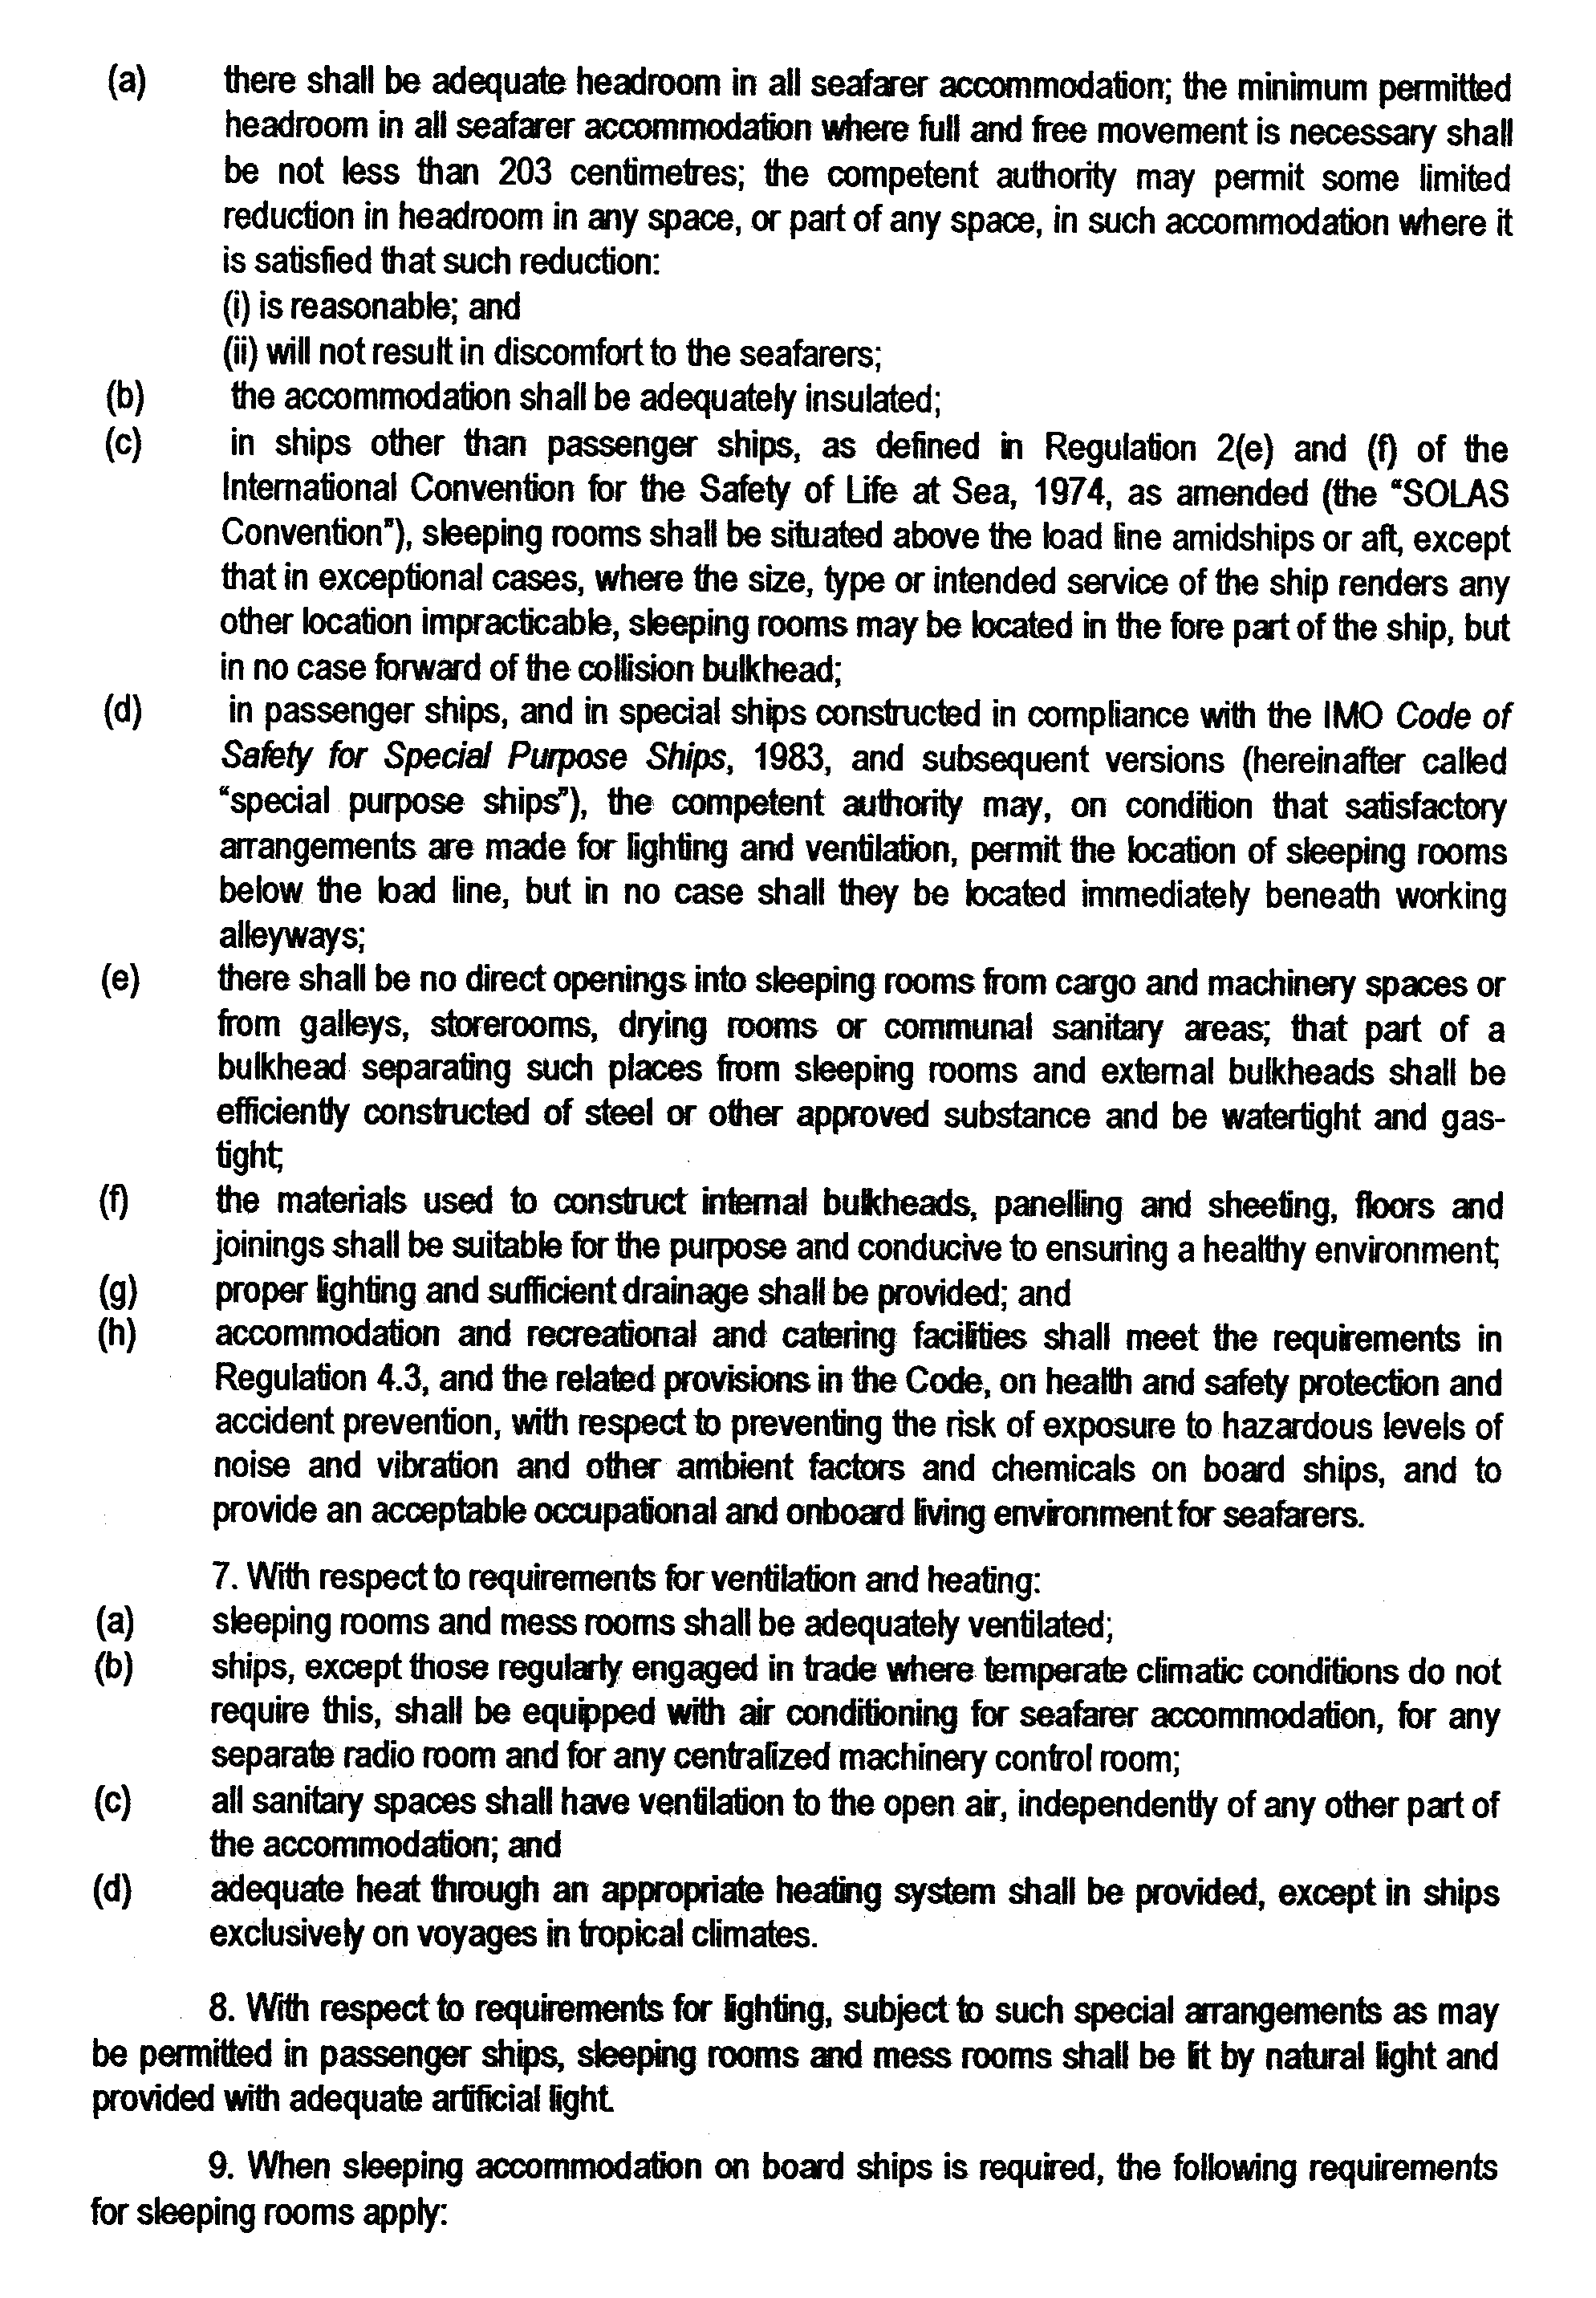 (a) there shall be adequate headroom in all seafarer accommodation; the minimum permitted
headroom in all seafarer accommodation where full and free movement is necessary shall
be not less than 203 centimetres; the competent authority may permit some limited
reduction in headroom in any space, or part of any space, in such accommodation where it
is satisfied that such reduction:
(i) is reasonable; and
(ii) will not result in discomfort to the seafarers;
(b) the accommodation shall be adequately insulated;
(c) in ships other than passenger ships, as defined in Regulation 2(e) and (f) of the
International Convention for the Safety of Life at Sea, 1974, as amended (the “SOLAS
Convention”), sleeping rooms shall be situated above the load line amidships or aft, except
that in exceptional cases, where the size, type or intended service of the ship renders any
other location impracticable, sleeping rooms may be located in the fore part of the ship, but
in no case forward of the collision bulkhead;
(d) in passenger ships, and in special ships constructed in compliance with the IMO Code of
Safety for Special Purpose Ships, 1983, and subsequent versions (hereinafter called
“special purpose ships”), the competent authority may, on condition that satisfactory
arrangements are made for lighting and ventilation, permit the location of sleeping rooms
below the load line, but in no case shall they be located immediately beneath working
alleyways;
(e) there shall be no direct openings into sleeping rooms from cargo and machinery spaces or
from galleys, storerooms, drying rooms or communal sanitary areas; that part of a
bulkhead separating such places from sleeping rooms and external bulkheads shall be
efficiently constructed of steel or other approved substance and be watertight and gas-
tight;
(f) the materials used to construct internal bulkheads, panelling and sheeting, floors and
joinings shall be suitable for the purpose and conducive to ensuring a healthy environment;
(g) proper lighting and sufficient drainage shall be provided; and
(h) accommodation and recreational and catering facilities shall meet the requirements in
Regulation 4.3, and the related provisions in the Code, on health and safety protection and
accident prevention, with respect to preventing the risk of exposure to hazardous levels of
noise and vibration and other ambient factors and chemicals on board ships, and to
provide an acceptable occupational and onboard living environment for seafarers.
7. With respect to requirements for ventilation and heating:
(a) sleeping rooms and mess rooms shall be adequately ventilated;
(b) ships, except those regularly engaged in trade where temperate climatic conditions do not
require this, shall be equipped with air conditioning for seafarer accommodation, for any
separate radio room and for any centralized machinery control room;
(c) all sanitary spaces shall have ventilation to the open air, independently of any other part of
the accommodation; and
(d) adequate heat through an appropriate heating system shall be provided, except in ships
exclusively on voyages in tropical climates.
8. With respect to requirements for lighting, subject to such special arrangements as may
be permitted in passenger ships, sleeping rooms and mess rooms shall be lit by natural light and
provided with adequate artificial light.
9. When sleeping accommodation on board ships is required, the following requirements
for sleeping rooms apply: